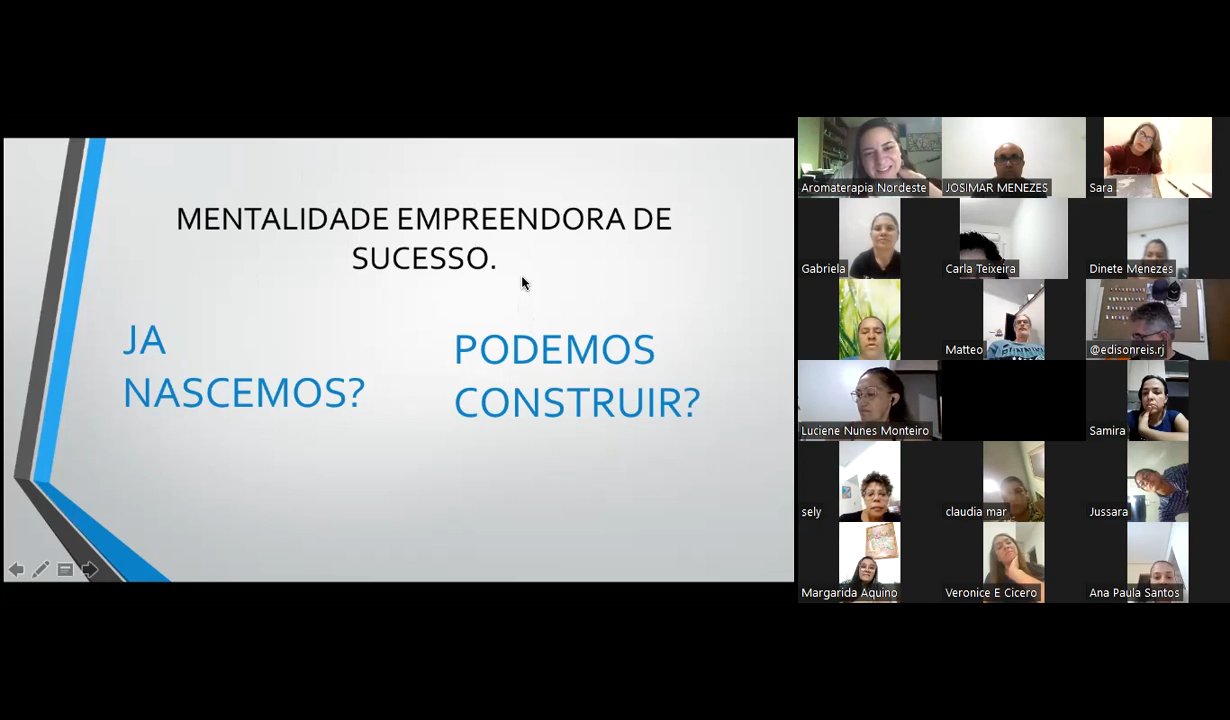 MENTALIDADE EMPREENDORA DE
SUCESSO.
JA
NASCEMOS?
PODEMOS
CONSTRUIR?
Aromaterapia Nordeste
JOSIMAR MENEZES
Sara
Gabriela
Carla Teixeira
Dinete Menezes
Matteo
@edisonreis.rj
Luciene Nunes Monteiro
Samira
sely
claudia mar
Jussara
Margarida Aquino
Veronice E Cicero
Ana Paula Santos